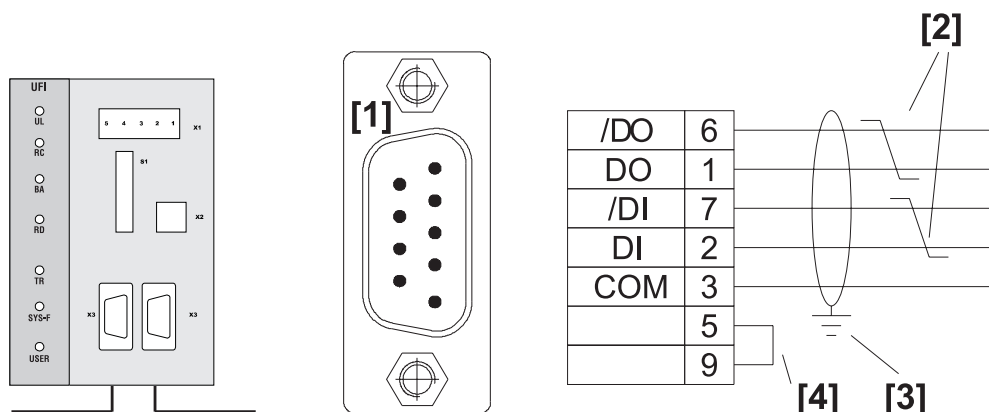 UFI
UL
RC
BA
RD
TR
SYS-F
USER
5 4 3 2 1
X1
S1
X2
X3
X3
[1]
[2]
/DO 6
DO 1
/DI 7
DI 2
COM 3
5
9
[4]
[3]